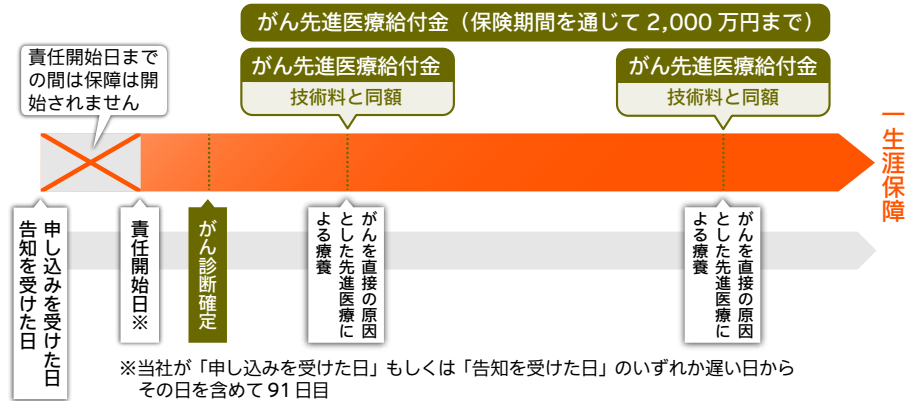 がん先進医療給付金（保険期間を通じて 2,000 万円まで）
責任開始日まで
の間は保障は開
始されません
がん先進医療給付金
技術料と同額
がん先進医療給付金
技術料と同額
一生涯保障
申し込みを受けた日
告知を受けた日
責任開始日※
がん診断確定
がんを直接の原因
とした先進医療に
よる療養
がんを直接の原因
とした先進医療に
よる療養
※当社が「申し込みを受けた日」もしくは「告知を受けた日」のいずれか遅い日から
その日を含めて 91 日目